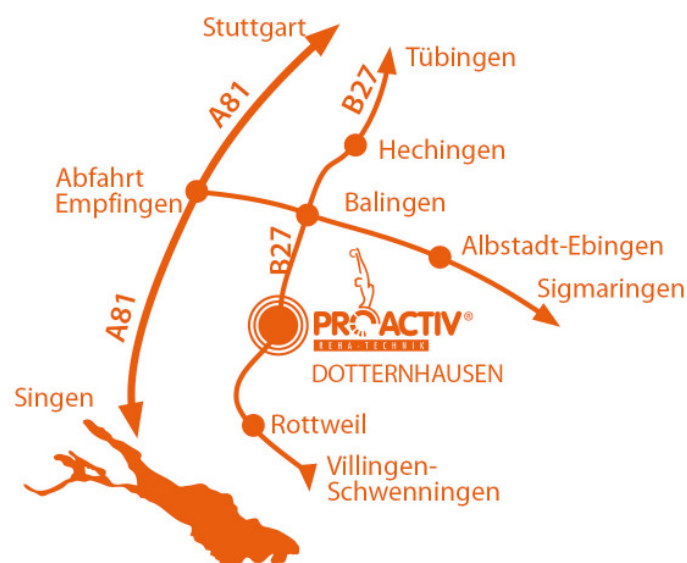 Stuttgart
A81
B27
Tübingen
Hechingen
Abfahrt
Empfingen
Balingen
B27
Albstadt-Ebingen
Sigmaringen
A81
PROACTIV®
REHA-TECHNIK
DOTTERNHAUSEN
Singen
Rottweil
Villingen-
Schwenningen